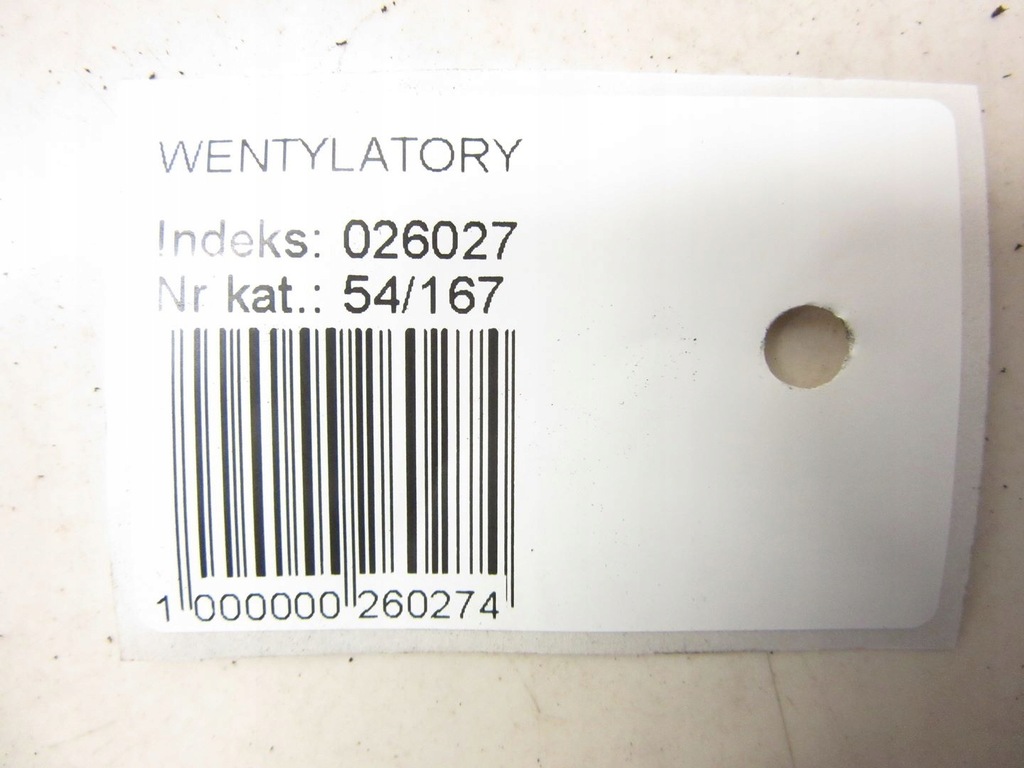 WENTYLATORY
Indeks: 026027
Nr kat.: 54/167
1 000000 260274